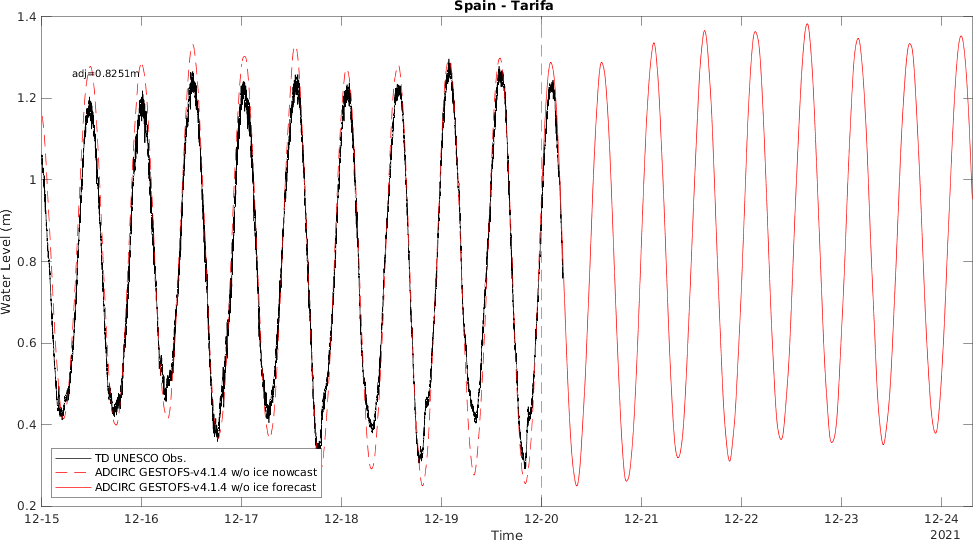 Spain - Tarifa
1.4
1.2
1
0.8
0.6
0.4
0.2
Water Level (m)
adj=0.8251m
TD UNESCO Obs.
ADCIRC GESTOFS-v4.1.4 w/o ice nowcast
ADCIRC GESTOFS-v4.1.4 w/o ice forecast
12-15 12-16 12-17 12-18 12-19 12-20 12-21 12-22 12-23 12-24
2021
Time